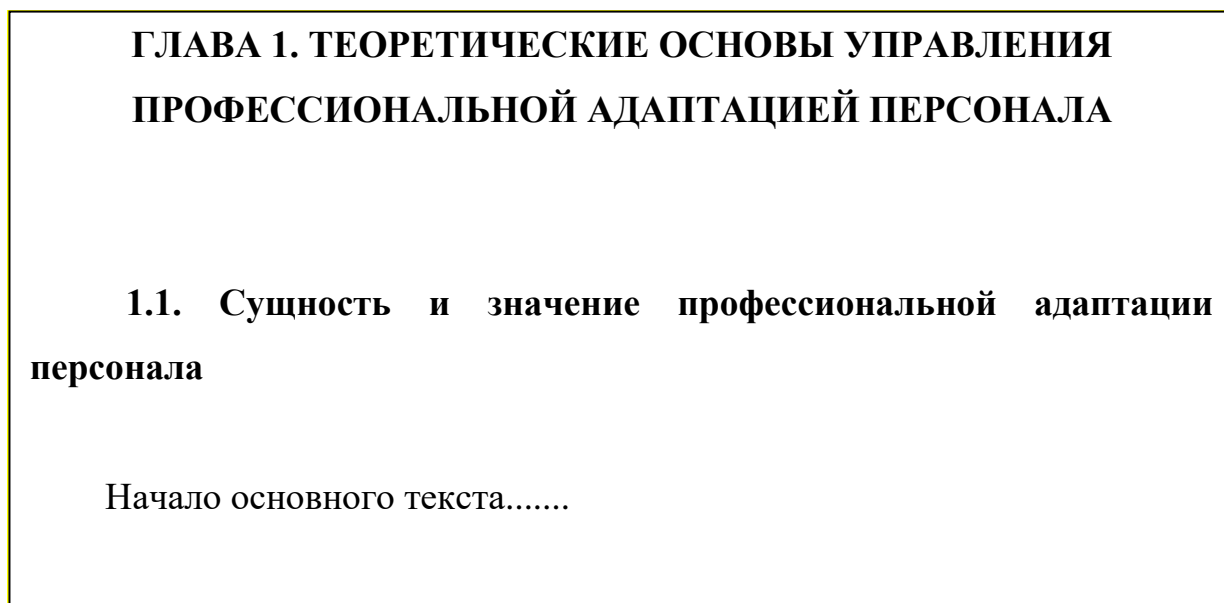 ГЛАВА 1. ТЕОРЕТИЧЕСКИЕ ОСНОВЫ УПРАВЛЕНИЯ
ПРОФЕССИОНАЛЬНОЙ АДАПТАЦИЕЙ ПЕРСОНАЛА
1.1. Сущность и значение профессиональной адаптации
персонала
Начало основного текста.......